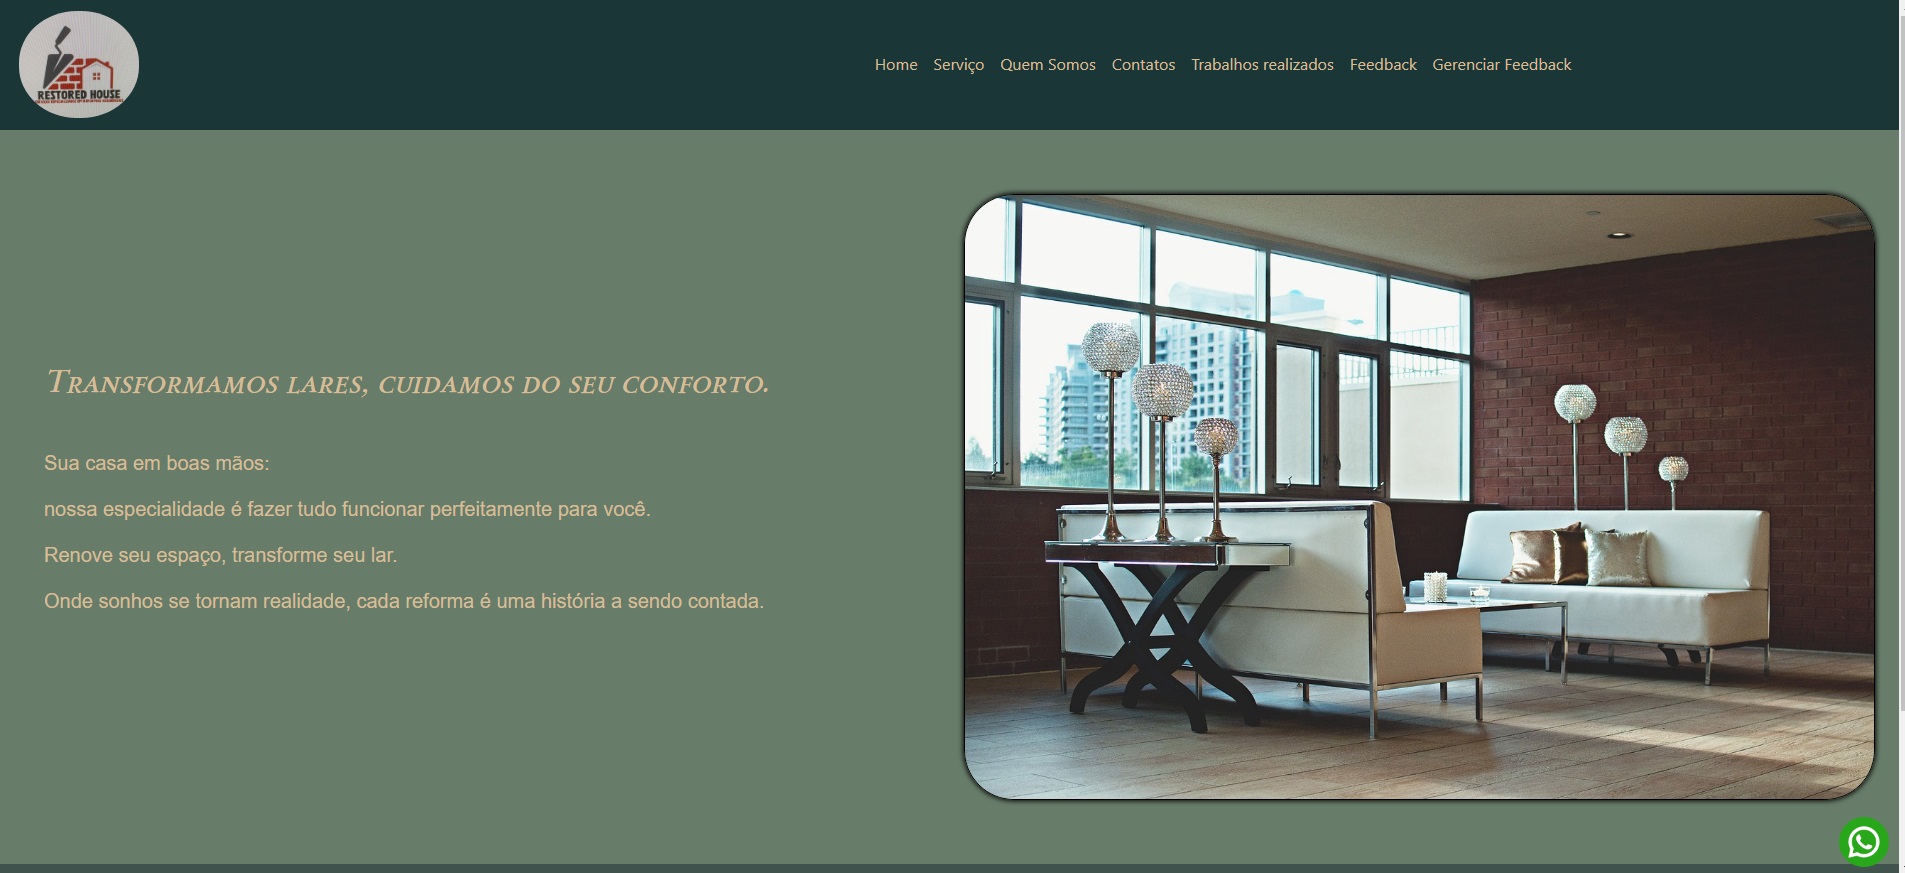 RESTORED HOUSE
Home Serviço Quem Somos Contatos Trabalhos realizados Feedback Gerenciar Feedback
Transformamos lares, cuidamos do seu conforto.
Sua casa em boas mãos:
nossa especialidade é fazer tudo funcionar perfeitamente para você.
Renove seu espaço, transforme seu lar.
Onde sonhos se tornam realidade, cada reforma é uma história a sendo contada.